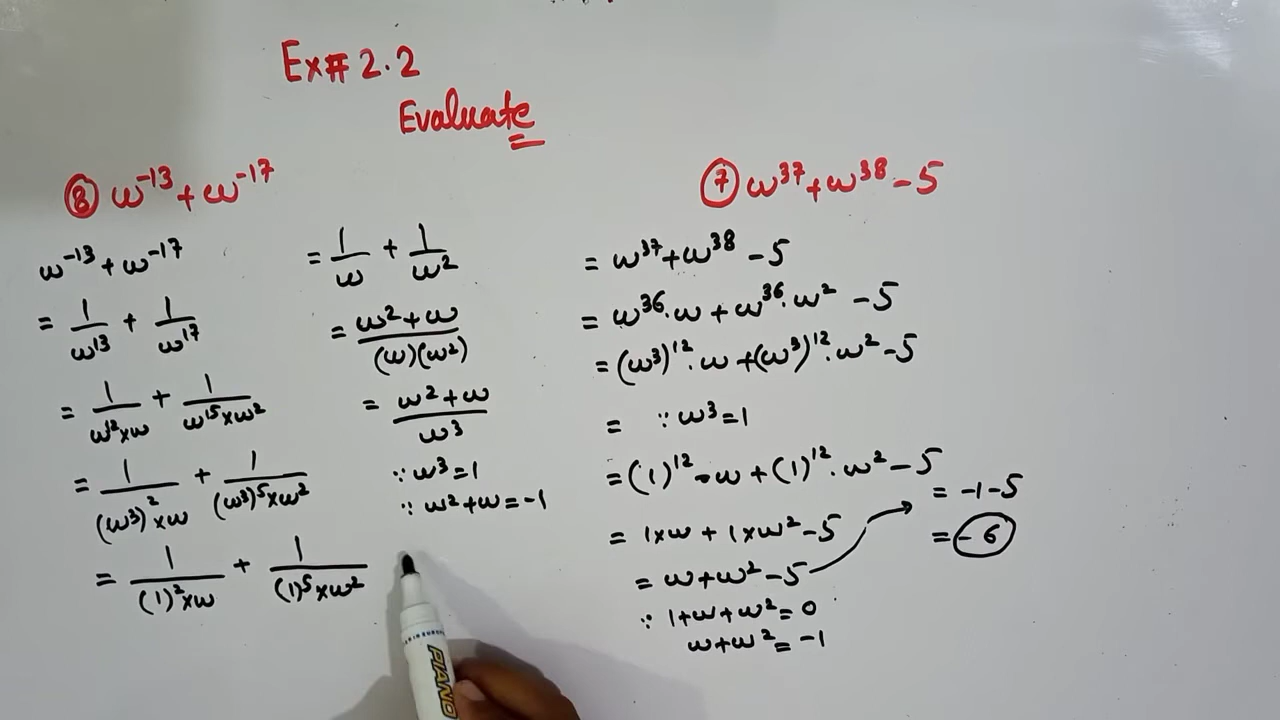 Ex# 2.2
Evaluate
⑧ ω⁻¹³ + ω⁻¹⁷
ω⁻¹³ + ω⁻¹⁷
= 1/ω¹³ + 1/ω¹⁷
= 1/(ω¹²×ω) + 1/(ω¹⁵×ω²)
= 1/((ω³)²×ω) + 1/((ω³)⁵×ω²)
= 1/((1)²×ω) + 1/((1)⁵×ω²)
= 1/ω + 1/ω²
= (ω²+ω)/((ω)(ω²))
= (ω²+ω)/ω³
∵ ω³=1
∵ ω²+ω=-1
⑦ ω³⁷+ω³⁸-5
= ω³⁷+ω³⁸-5
= ω³⁶·ω + ω³⁶·ω² -5
= (ω³)¹²·ω + (ω³)¹²·ω² -5
= ∵ ω³=1
= (1)¹²·ω + (1)¹²·ω² -5
= 1×ω + 1×ω² -5
= ω+ω²-5
∵ 1+ω+ω²=0
ω+ω²=-1
= -1-5
= -6
PIANO